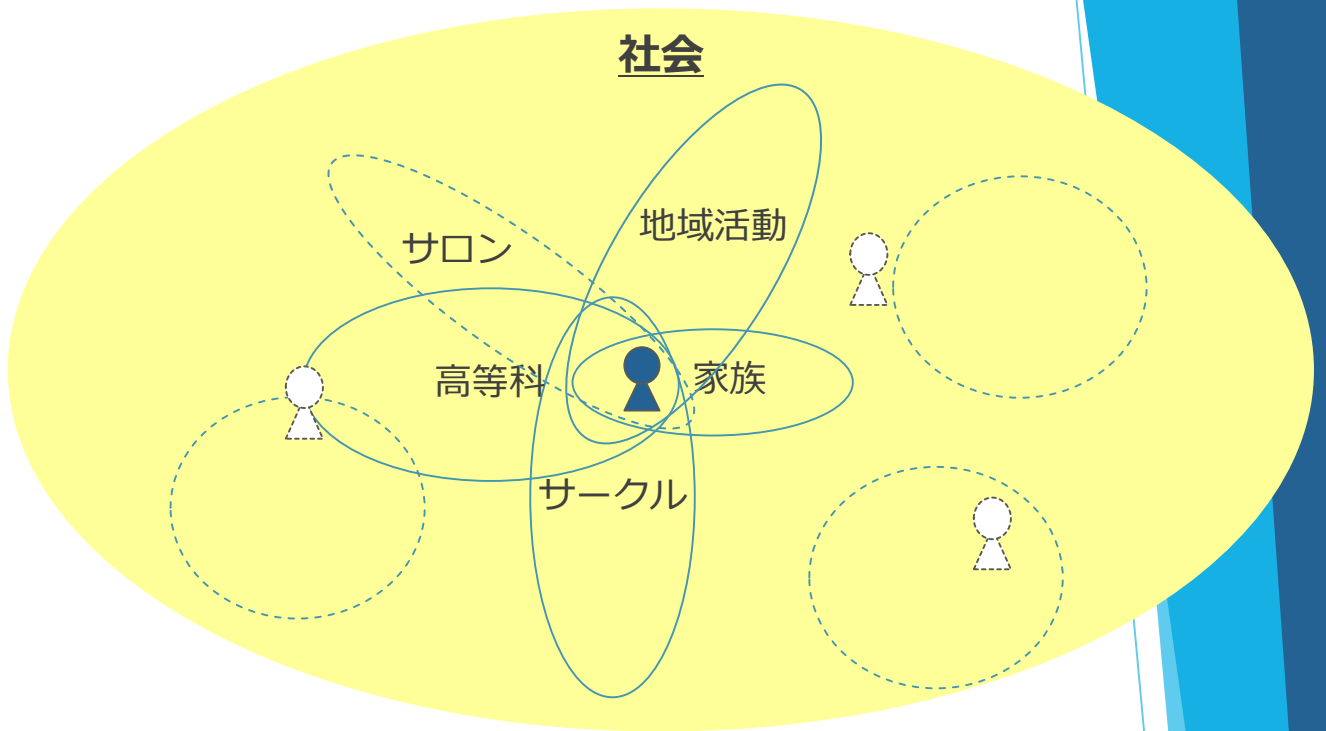 社会
地域活動
サロン
高等科
家族
サークル